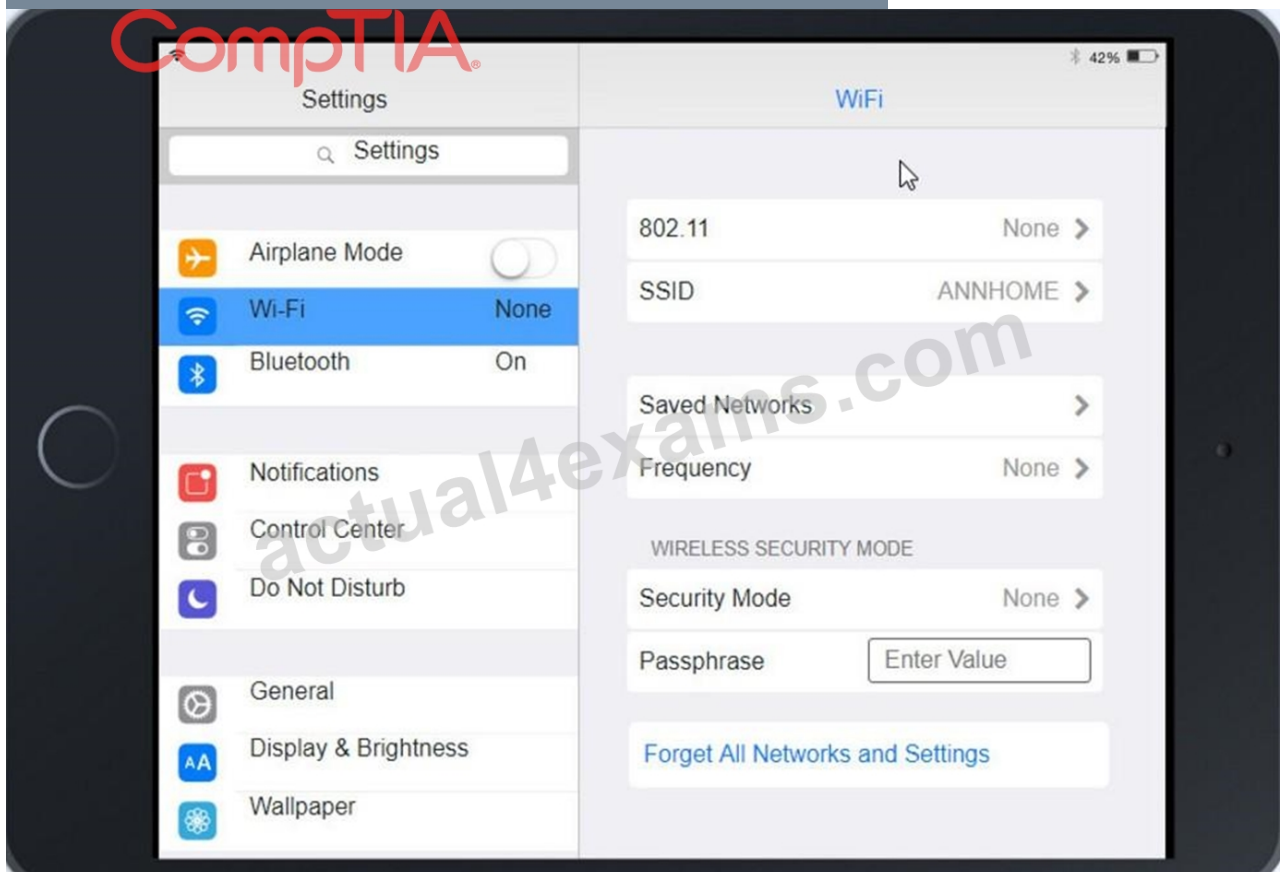 CompTIA.
42%
Settings
WiFi
Settings
Airplane Mode
Wi-Fi None
Bluetooth On
Notifications
Control Center
Do Not Disturb
General
AA Display & Brightness
Wallpaper
802.11 None
SSID ANNHOME
Saved Networks
Frequency None
WIRELESS SECURITY MODE
Security Mode None
Passphrase Enter Value
Forget All Networks and Settings
actual4exams.com